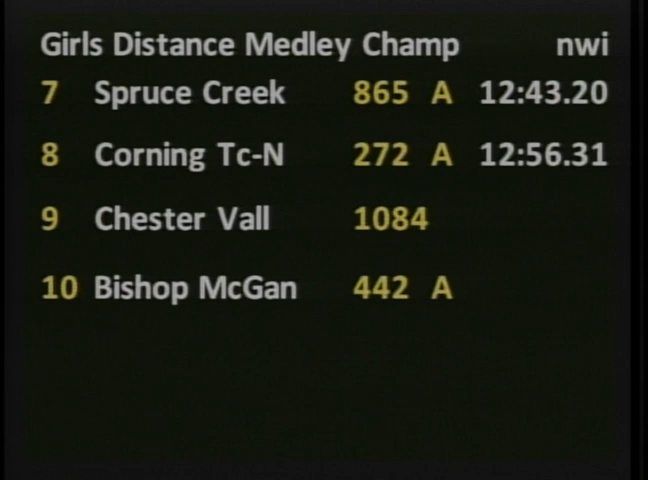 Girls Distance Medley Champ nwi
7 Spruce Creek 865 A 12:43.20
8 Corning Tc-N 272 A 12:56.31
9 Chester Vall 1084
10 Bishop McGan 442 A